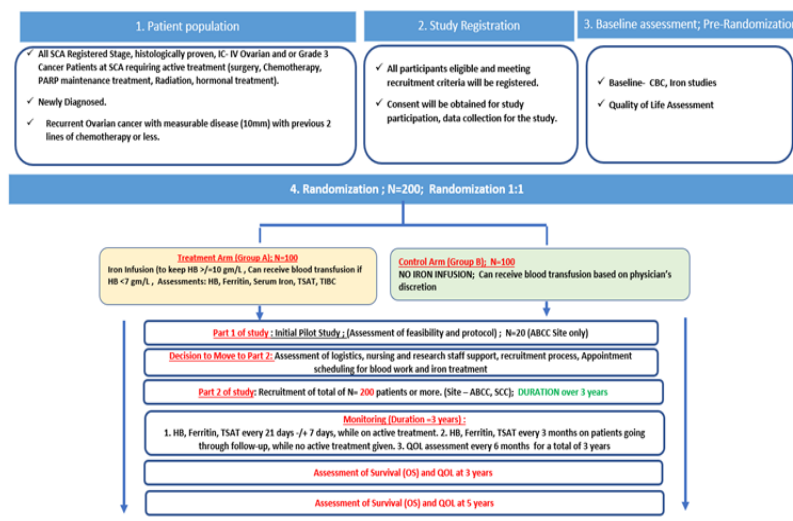 1. Patient population
✓ All SCA Registered Stage, histologically proven, IC- IV Ovarian and or Grade 3
Cancer Patients at SCA requiring active treatment (surgery, Chemotherapy,
PARP maintenance treatment, Radiation, hormonal treatment).
✓ Newly Diagnosed.
✓ Recurrent Ovarian cancer with measurable disease (10mm) with previous 2
lines of chemotherapy or less.
2. Study Registration
✓ All participants eligible and meeting
recruitment criteria will be registered.
✓ Consent will be obtained for study
participation, data collection for the study.
3. Baseline assessment; Pre-Randomization
✓ Baseline- CBC, Iron studies
✓ Quality of Life Assessment
4. Randomization ; N=200; Randomization 1:1
Treatment Arm (Group A); N=100
Iron Infusion (to keep HB >/=10 gm/L , Can receive blood transfusion if
HB <7 gm/L , Assessments: HB, Ferritin, Serum Iron, TSAT, TIBC
Control Arm (Group B); N=100
NO IRON INFUSION; Can receive blood transfusion based on physician's
discretion
Part 1 of study : Initial Pilot Study ; (Assessment of feasibility and protocol) ; N=20 (ABCC Site only)
Decision to Move to Part 2: Assessment of logistics, nursing and research staff support, recruitment process, Appointment
scheduling for blood work and iron treatment
Part 2 of study: Recruitment of total of N= 200 patients or more. (Site – ABCC, SCC); DURATION over 3 years
Monitoring (Duration =3 years) :
1. HB, Ferritin, TSAT every 21 days -/+ 7 days, while on active treatment. 2. HB, Ferritin, TSAT every 3 months on patients going
through follow-up, while no active treatment given. 3. QOL assessment every 6 months for a total of 3 years
Assessment of Survival (OS) and QOL at 3 years
Assessment of Survival (OS) and QOL at 5 years